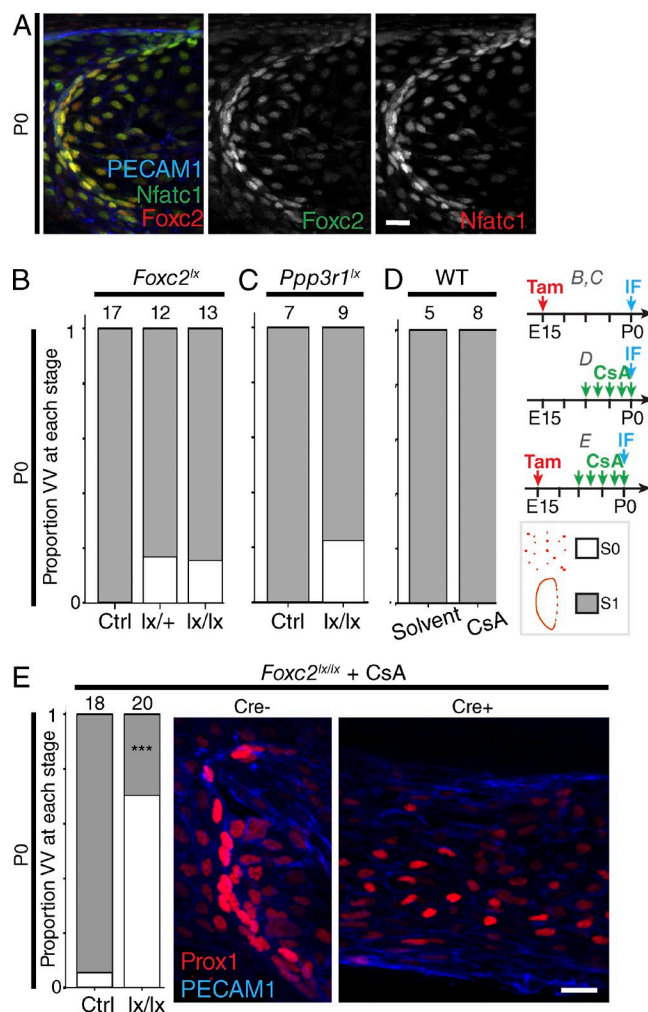 A
P0
PECAM1
Nfatc1
Foxc2
Foxc2
Nfatc1
B
Foxc2lx
17 12 13
C
Ppp3r1lx
7 9
D
WT
5 8
P0
Proportion VV at each stage
1
0
Ctrl lx/+ lx/lx
Ctrl lx/lx
Solvent CsA
B,C
Tam IF
E15 P0
D
IF
CsA
E15 P0
E
IF
Tam CsA
E15 P0
S0
S1
E
Foxc2lx/lx + CsA
18 20
Cre-
Cre+
P0
Proportion VV at each stage
1
***
0
Ctrl lx/lx
Prox1
PECAM1